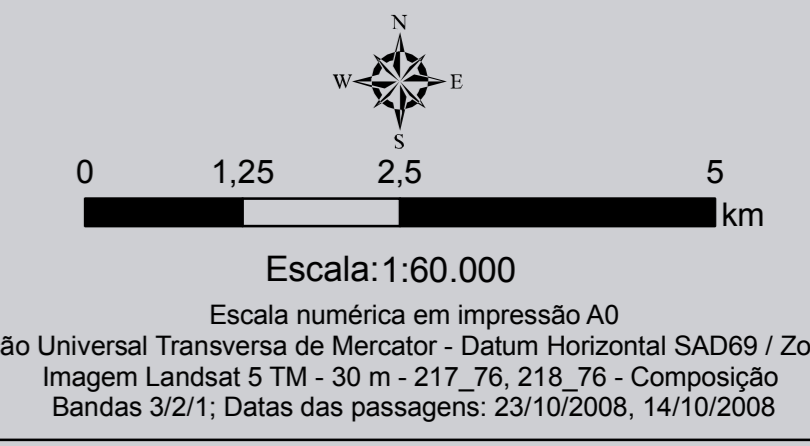 N
W E
S
0 1,25 2,5 5
km
Escala:1:60.000
Escala numérica em impressão A0
Universal Transversa de Mercator - Datum Horizontal SAD69 /
Imagem Landsat 5 TM - 30 m - 217_76, 218_76 - Composição
Bandas 3/2/1; Datas das passagens: 23/10/2008, 14/10/2008